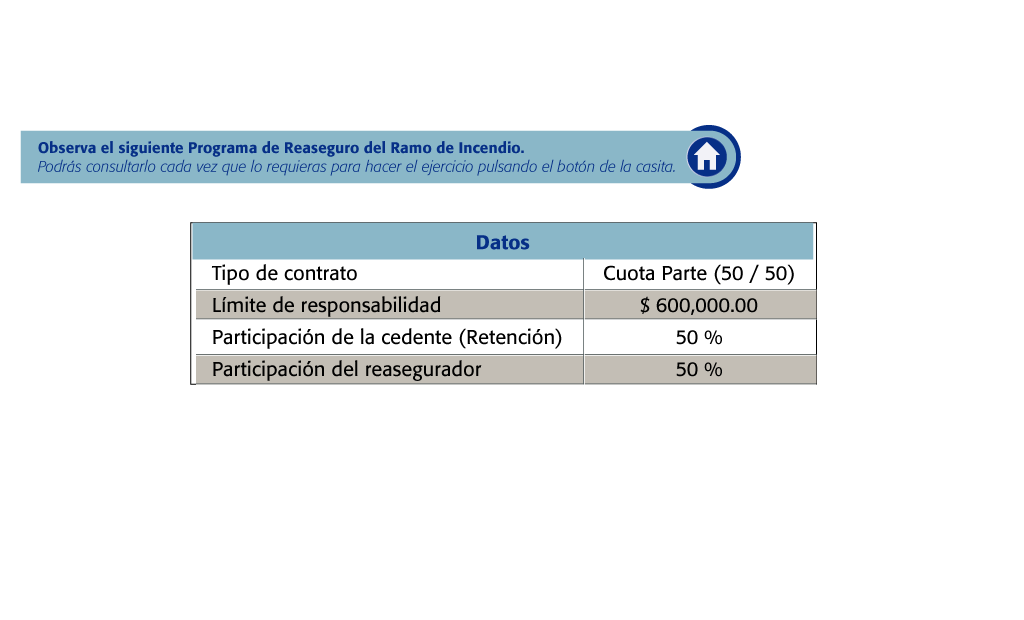 Observa el siguiente Programa de Reaseguro del Ramo de Incendio.
Podrás consultarlo cada vez que lo requieras para hacer el ejercicio pulsando el botón de la casita.
Datos
Tipo de contrato Cuota Parte (50 / 50)
Límite de responsabilidad $ 600,000.00
Participación de la cedente (Retención) 50 %
Participación del reasegurador 50 %